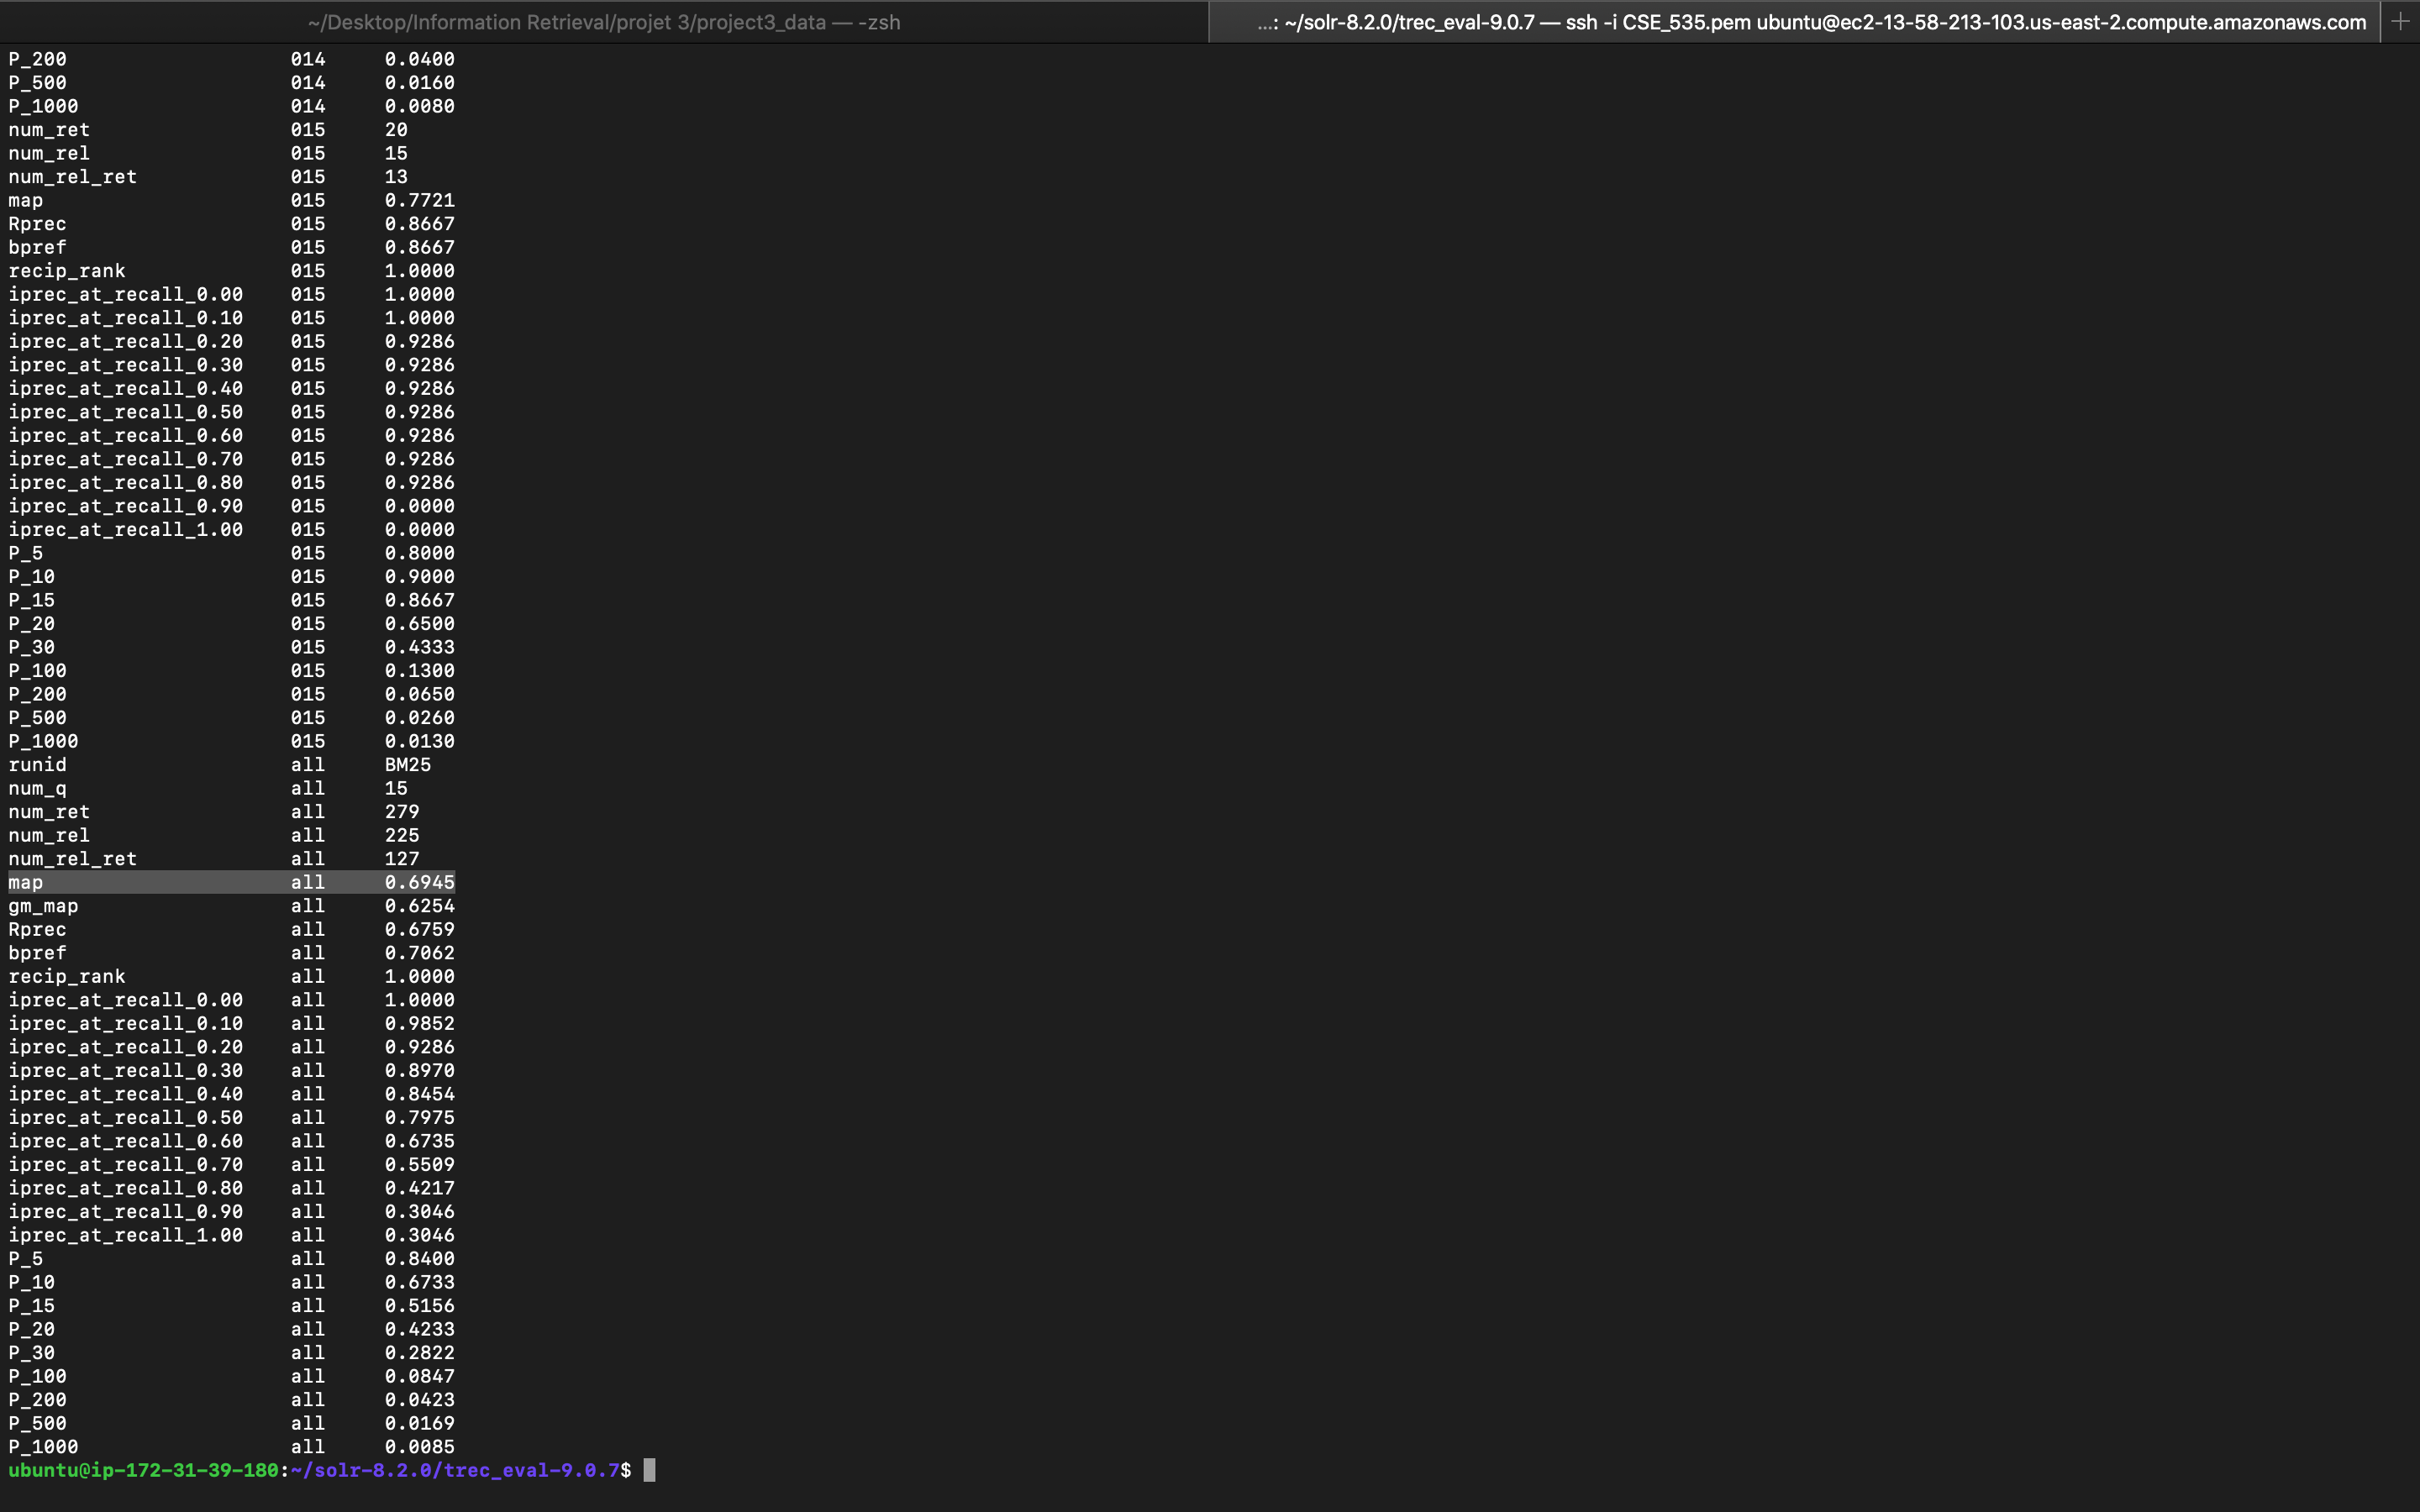 ~/Desktop/Information Retrieval/projet 3/project3_data — -zsh
...: ~/solr-8.2.0/trec_eval-9.0.7 — ssh -i CSE_535.pem ubuntu@ec2-13-58-213-103.us-east-2.compute.amazonaws.com
P_200 014 0.0400
P_500 014 0.0160
P_1000 014 0.0080
num_ret 015 20
num_rel 015 15
num_rel_ret 015 13
map 015 0.7721
Rprec 015 0.8667
bpref 015 0.8667
recip_rank 015 1.0000
iprec_at_recall_0.00 015 1.0000
iprec_at_recall_0.10 015 1.0000
iprec_at_recall_0.20 015 0.9286
iprec_at_recall_0.30 015 0.9286
iprec_at_recall_0.40 015 0.9286
iprec_at_recall_0.50 015 0.9286
iprec_at_recall_0.60 015 0.9286
iprec_at_recall_0.70 015 0.9286
iprec_at_recall_0.80 015 0.9286
iprec_at_recall_0.90 015 0.0000
iprec_at_recall_1.00 015 0.0000
P_5 015 0.8000
P_10 015 0.9000
P_15 015 0.8667
P_20 015 0.6500
P_30 015 0.4333
P_100 015 0.1300
P_200 015 0.0650
P_500 015 0.0260
P_1000 015 0.0130
runid all BM25
num_q all 15
num_ret all 279
num_rel all 225
num_rel_ret all 127
map all 0.6945
gm_map all 0.6254
Rprec all 0.6759
bpref all 0.7062
recip_rank all 1.0000
iprec_at_recall_0.00 all 1.0000
iprec_at_recall_0.10 all 0.9852
iprec_at_recall_0.20 all 0.9286
iprec_at_recall_0.30 all 0.8970
iprec_at_recall_0.40 all 0.8454
iprec_at_recall_0.50 all 0.7975
iprec_at_recall_0.60 all 0.6735
iprec_at_recall_0.70 all 0.5509
iprec_at_recall_0.80 all 0.4217
iprec_at_recall_0.90 all 0.3046
iprec_at_recall_1.00 all 0.3046
P_5 all 0.8400
P_10 all 0.6733
P_15 all 0.5156
P_20 all 0.4233
P_30 all 0.2822
P_100 all 0.0847
P_200 all 0.0423
P_500 all 0.0169
P_1000 all 0.0085
ubuntu@ip-172-31-39-180:~/solr-8.2.0/trec_eval-9.0.7$